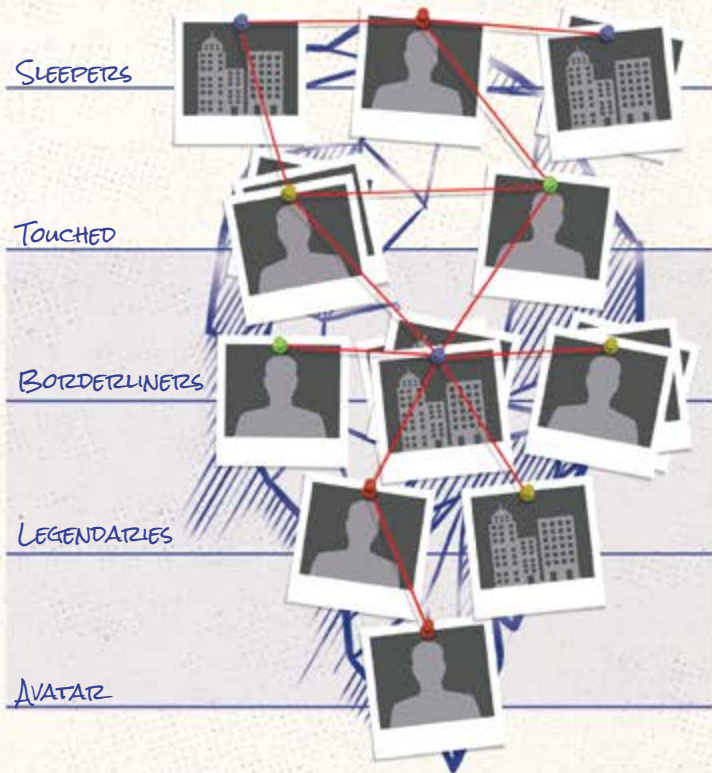 SLEEPERS
TOUCHED
BORDERLINERS
LEGENDARIES
AVATAR